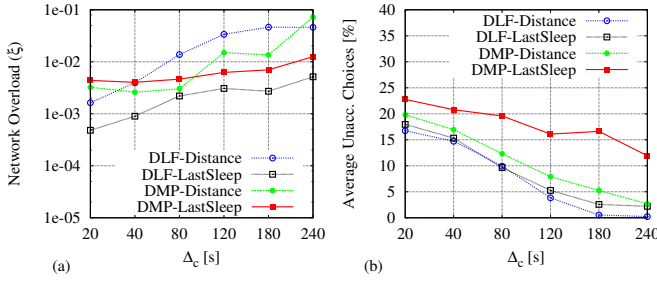 Network Overload (ξ)
1e-01
1e-02
1e-03
1e-04
1e-05
DLF-Distance
DLF-LastSleep
DMP-Distance
DMP-LastSleep
20 40 80 120 180 240
(a) Δc [s]
Average Unacc. Choices [%]
40
35
30
25
20
15
10
5
0
DLF-Distance
DLF-LastSleep
DMP-Distance
DMP-LastSleep
20 40 80 120 180 240
(b) Δc [s]